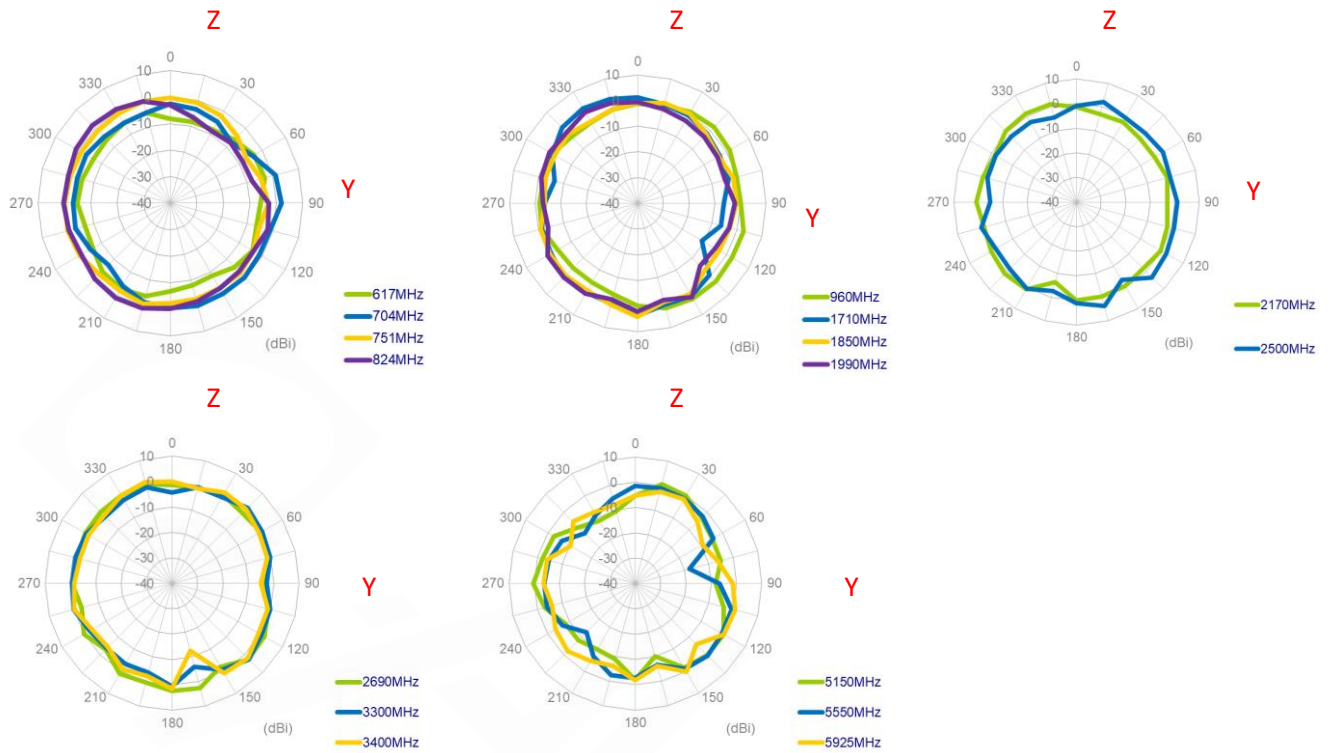 Z
0
330
30
10
0
-10
-20
-30
-40
300
60
270
90
Y
240
120
210
150
180
(dBi)
617MHz
704MHz
751MHz
824MHz
Z
0
330
30
10
0
-10
-20
-30
-40
300
60
270
90
Y
240
120
210
150
180
(dBi)
960MHz
1710MHz
1850MHz
1990MHz
Z
0
330
30
10
0
-10
-20
-30
-40
300
60
270
90
Y
240
120
210
150
180
(dBi)
2170MHz
2500MHz
Z
0
330
30
10
0
-10
-20
-30
-40
300
60
270
90
Y
240
120
210
150
180
(dBi)
2690MHz
3300MHz
3400MHz
Z
0
330
30
10
0
-10
-20
-30
-40
300
60
270
90
Y
240
120
210
150
180
(dBi)
5150MHz
5550MHz
5925MHz